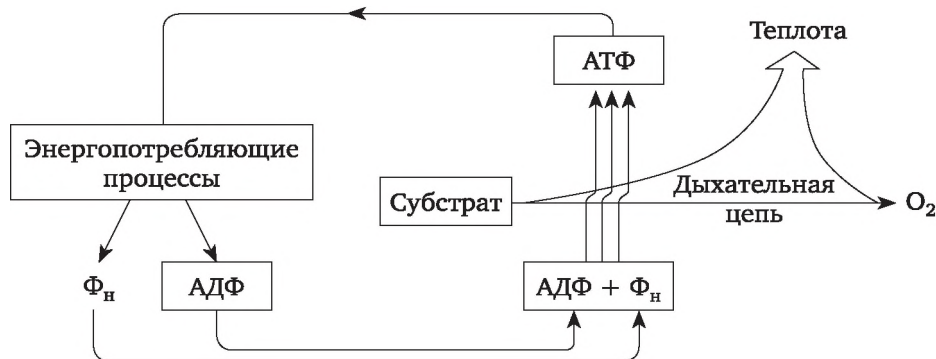 Теплота
АТФ
Энергопотребляющие
процессы
Субстрат
Дыхательная
цепь
O₂
Фн
АДФ
АДФ + Фн